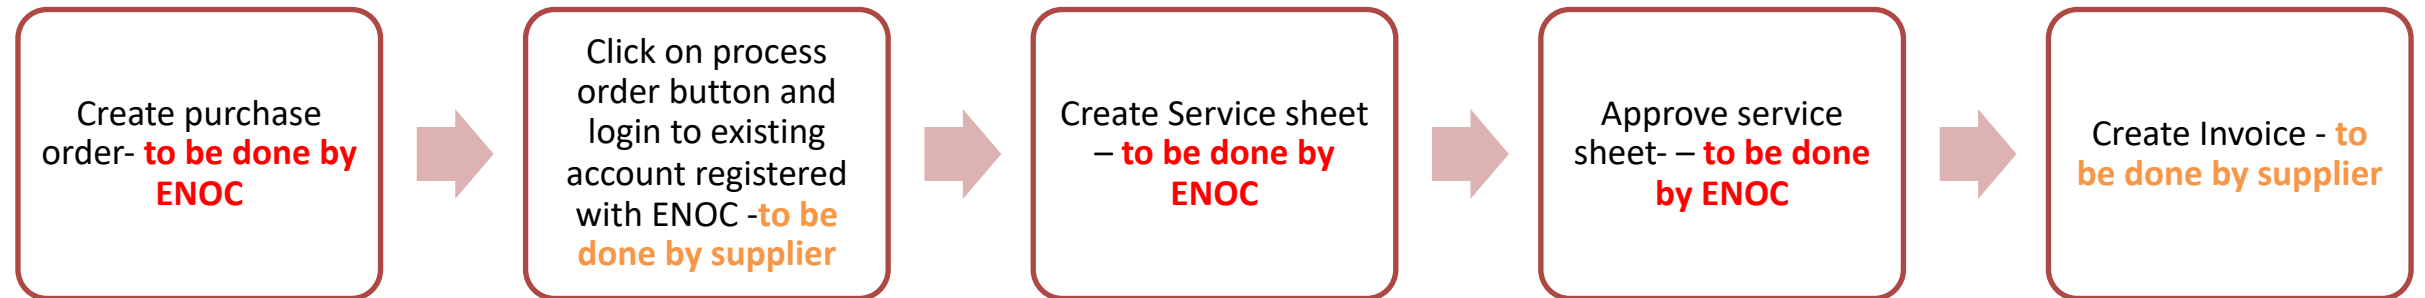 Create purchase
order- to be done by
ENOC
Click on process
order button and
login to existing
account registered
with ENOC -to be
done by supplier
Create Service sheet
– to be done by
ENOC
Approve service
sheet- – to be done
by ENOC
Create Invoice - to
be done by supplier